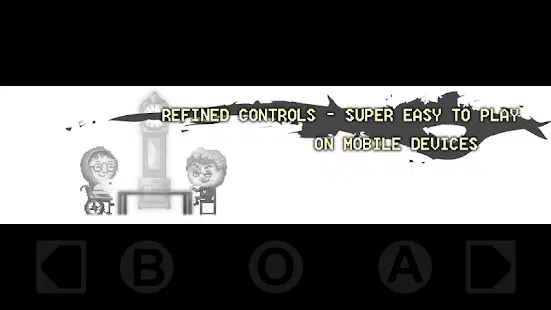 REFINED CONTROLS - SUPER EASY TO PLAY
ON MOBILE DEVICES
B O A